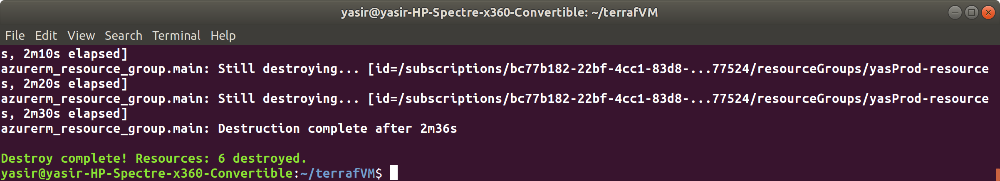 yasir@yasir-HP-Spectre-x360-Convertible: ~/terrafVM
File Edit View Search Terminal Help
s, 2m10s elapsed]
azurerm_resource_group.main: Still destroying... [id=/subscriptions/bc77b182-22bf-4cc1-83d8-...77524/resourceGroups/yasProd-resource
s, 2m20s elapsed]
azurerm_resource_group.main: Still destroying... [id=/subscriptions/bc77b182-22bf-4cc1-83d8-...77524/resourceGroups/yasProd-resource
s, 2m30s elapsed]
azurerm_resource_group.main: Destruction complete after 2m36s
Destroy complete! Resources: 6 destroyed.
yasir@yasir-HP-Spectre-x360-Convertible:~/terrafVM$